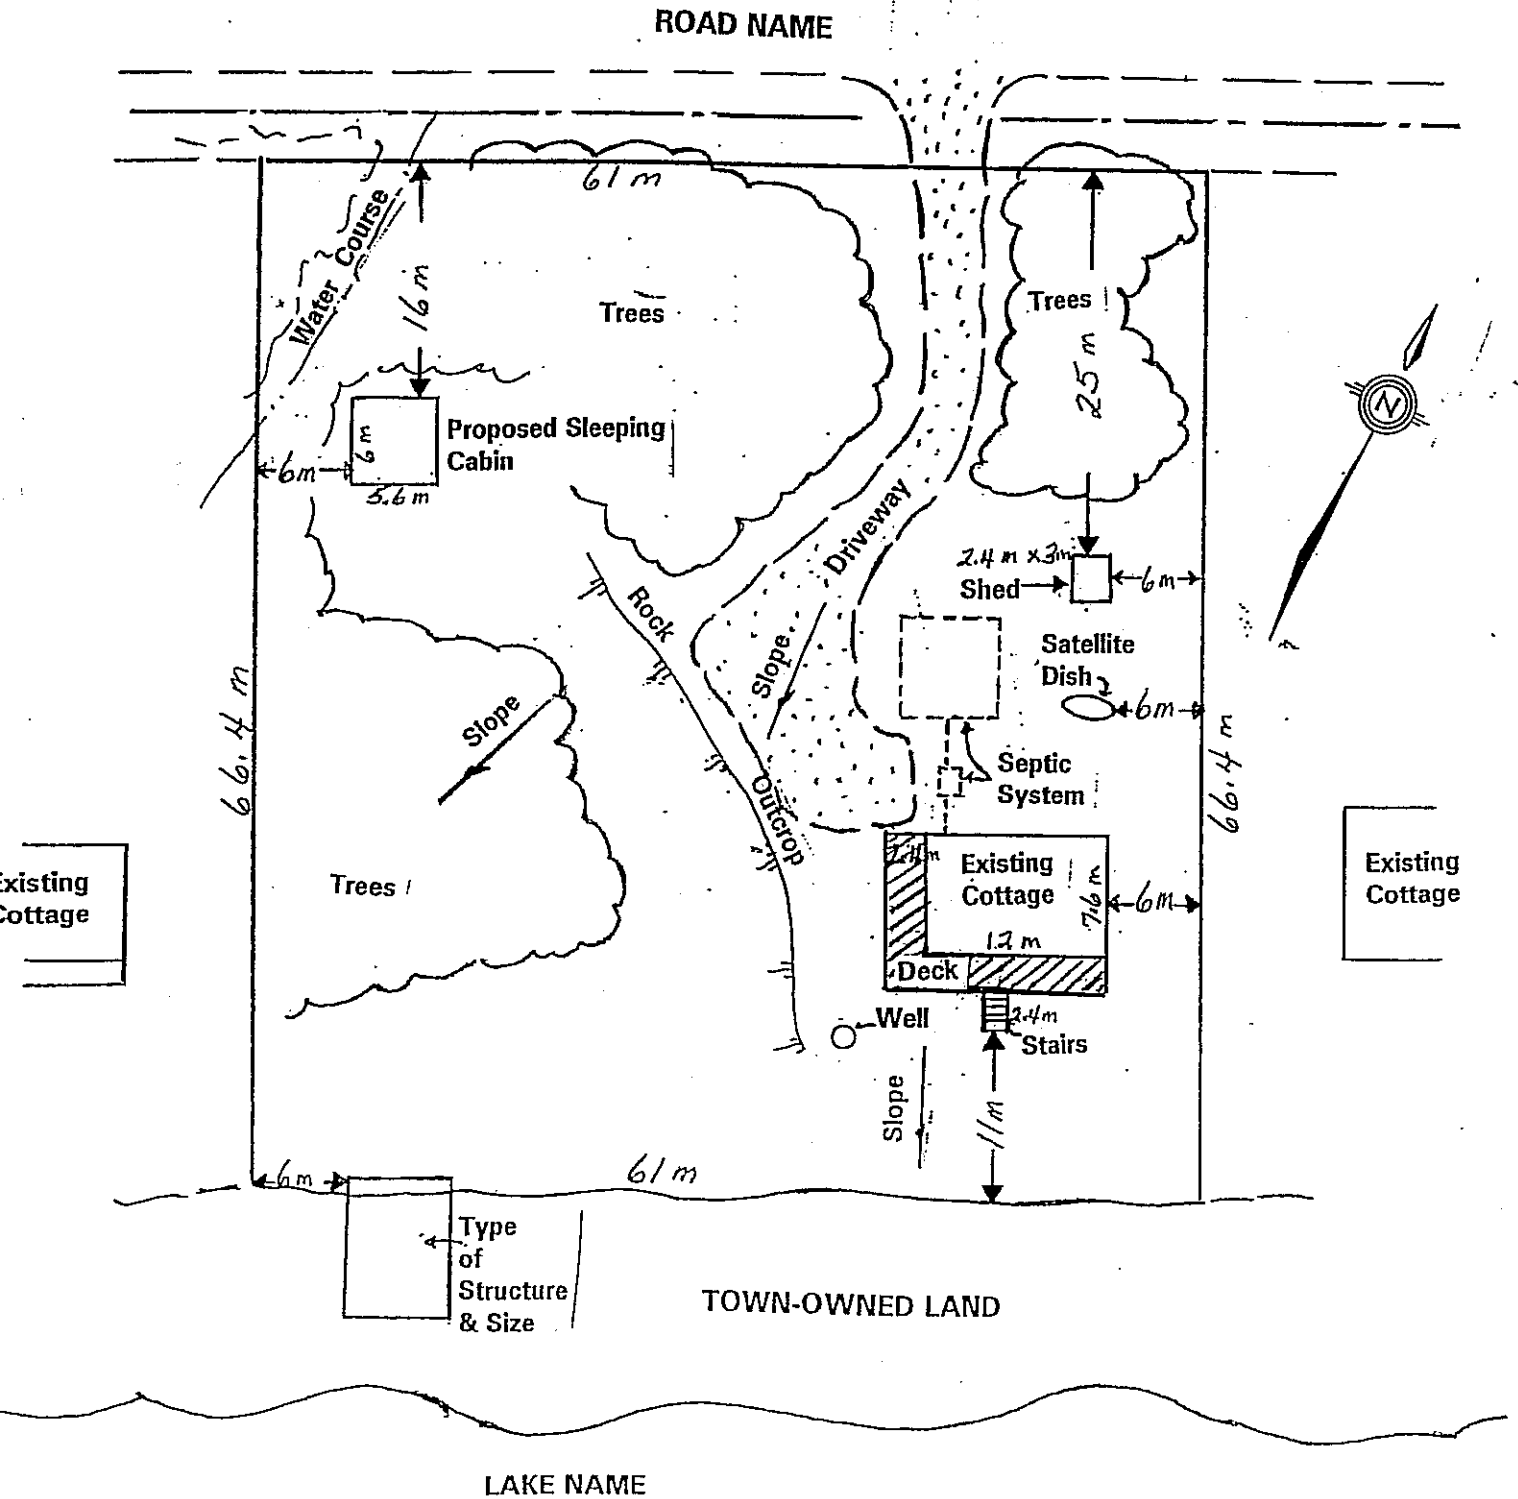 ROAD NAME
61 m
Water Course
16 m
Trees
Trees
25 m
N
Proposed Sleeping
Cabin
6 m
6m
5.6 m
Driveway
2.4 m x 3m
Shed
6m
Rock
Outcrop
Slope
Satellite
Dish
6m
Slope
66.4 m
66.4 m
Septic
System
Existing
Cottage
Trees
Existing
Cottage
7.6 m
6m
12 m
Deck
Existing
Cottage
Well
2.4m
Stairs
Slope
11m
6m
61 m
Type
of
Structure
& Size
TOWN-OWNED LAND
LAKE NAME